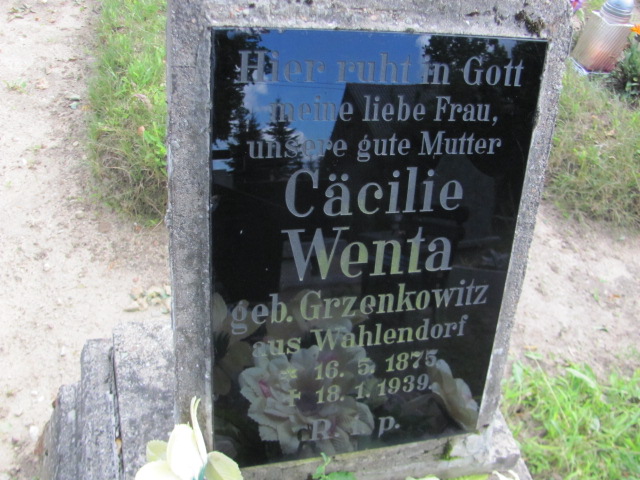 Hier ruht in Gott
meine liebe Frau,
unsere gute Mutter
Cäcilie
Wenta
geb. Grzenkowitz
aus Wahlendorf
* 16. 5. 1875
† 18. 1. 1939.
R. i. p.